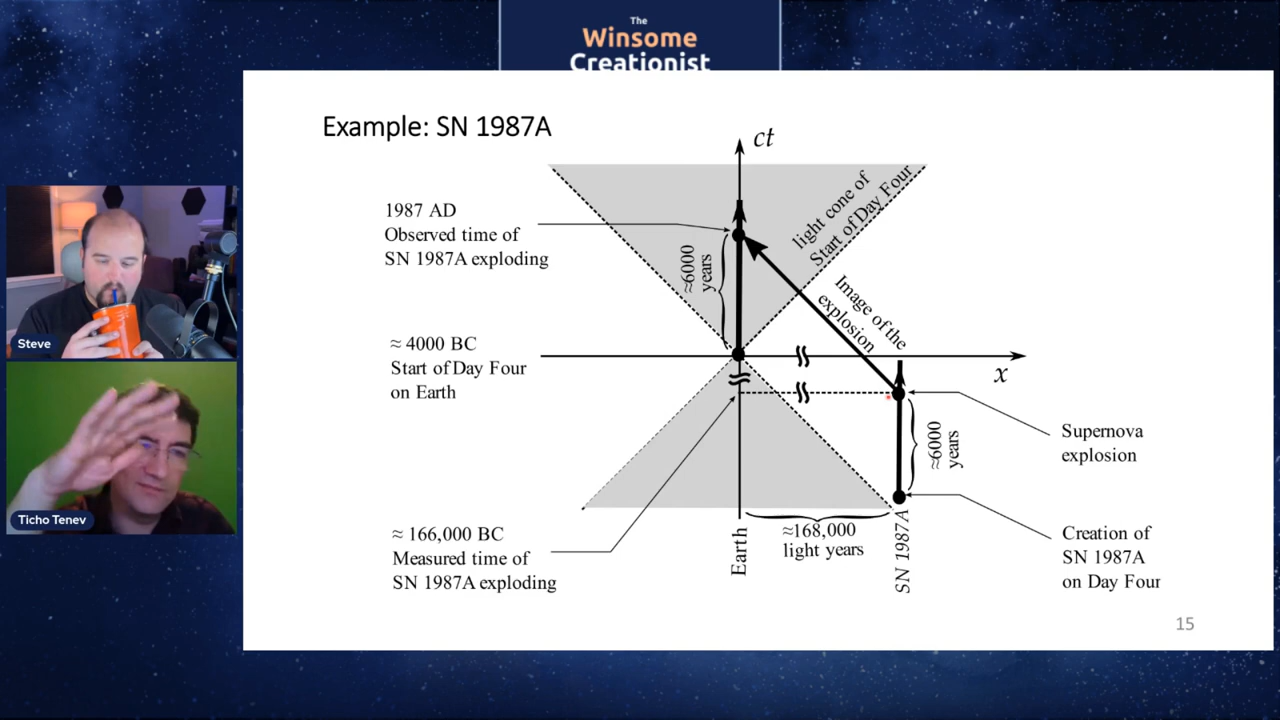 The
Winsome
Creationist
Example: SN 1987A
ct
1987 AD
Observed time of
SN 1987A exploding
≈6000
years
light cone of
Start of Day Four
Image of the
explosion
≈ 4000 BC
Start of Day Four
on Earth
x
Supernova
explosion
≈6000
years
≈ 166,000 BC
Measured time of
SN 1987A exploding
Earth
≈168,000
light years
SN 1987A
Creation of
SN 1987A
on Day Four
15
Steve
Ticho Tenev